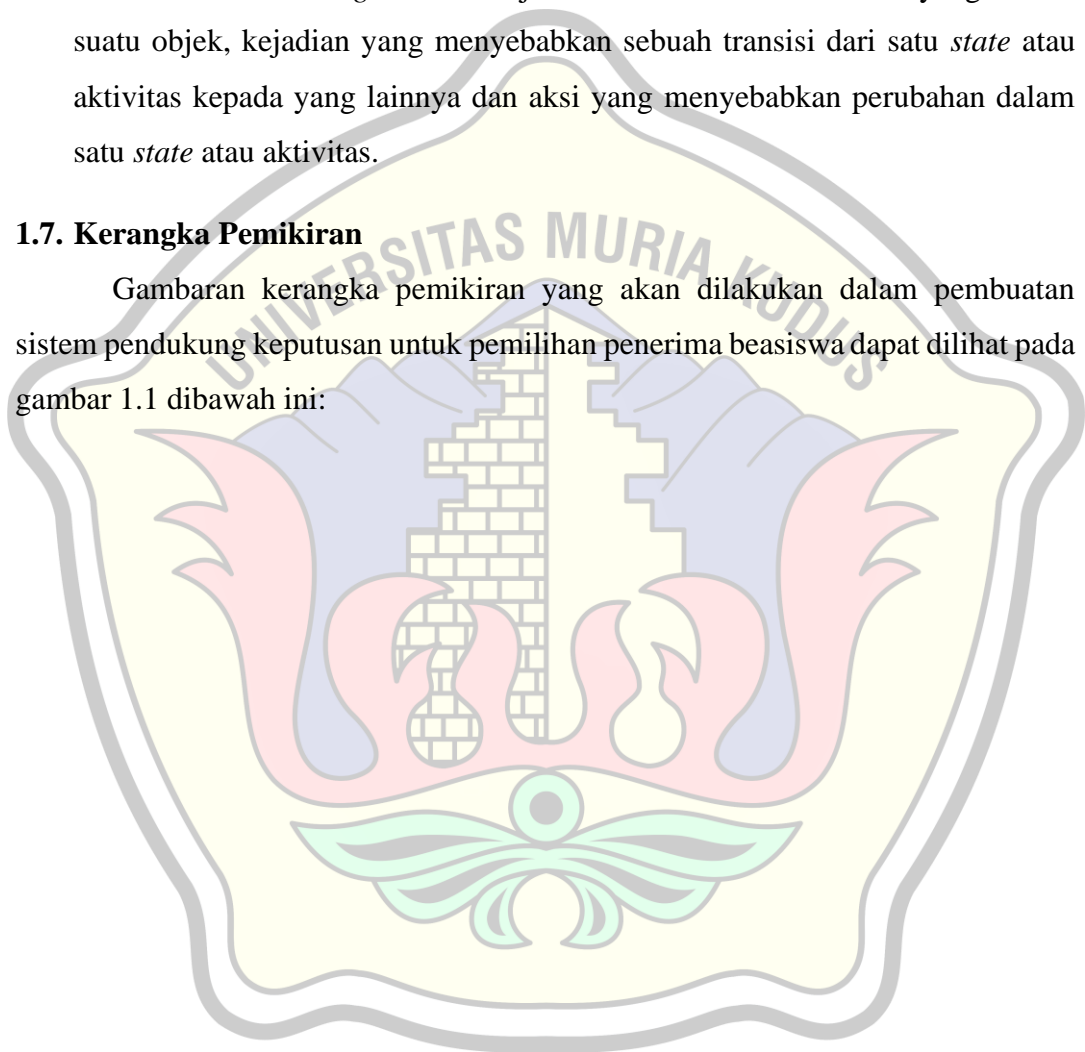 suatu objek, kejadian yang menyebabkan sebuah transisi dari satu state atau
aktivitas kepada yang lainnya dan aksi yang menyebabkan perubahan dalam
satu state atau aktivitas.
1.7. Kerangka Pemikiran
Gambaran kerangka pemikiran yang akan dilakukan dalam pembuatan
sistem pendukung keputusan untuk pemilihan penerima beasiswa dapat dilihat pada
gambar 1.1 dibawah ini:
UNIVERSITAS MURIA KUDUS